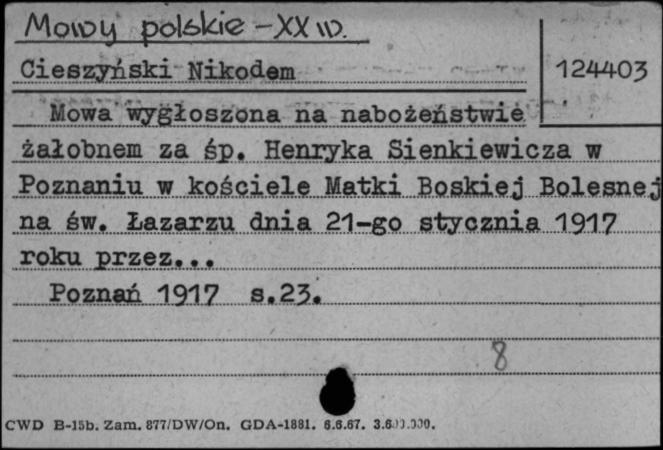 Mowy polskie - XX w.
Cieszyński Nikodem
124403
Mowa wygłoszona na nabożeństwie
żałobnem za śp. Henryka Sienkiewicza w
Poznaniu w kościele Matki Boskiej Bolesnej
na św. Łazarzu dnia 21-go stycznia 1917
roku przez...
Poznań 1917 s.23.
8
CWD B-15b. Zam. 877/DW/On. GDA-1881. 6.6.67. 3.600.000.